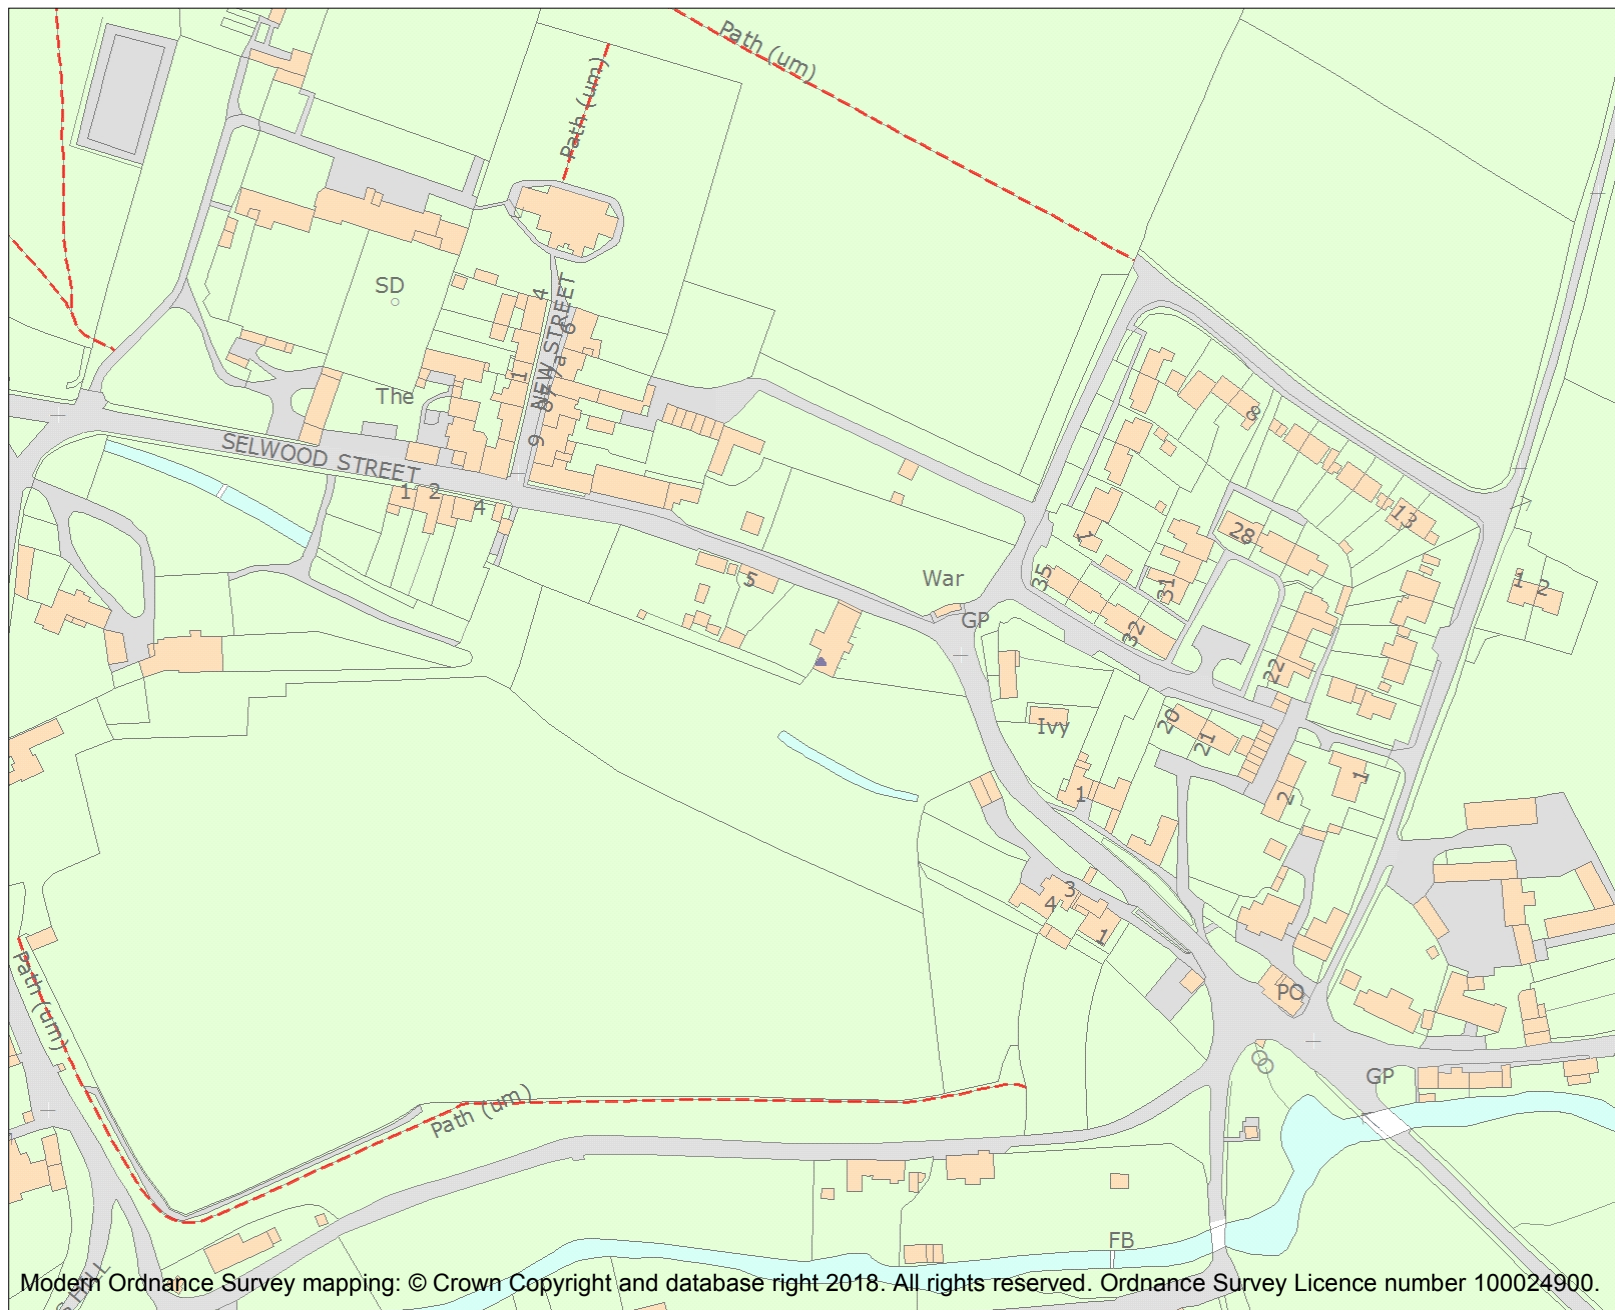 Path (um)
Path (um)
SD
4
NEW STREET
6
7a
1
8
The
9
SELWOOD STREET
1
2
4
5
War
GP
8
13
28
1
35
31
32
22
20
21
1
2
Ivy
1
1
2
3
4
1
PO
GP
Path (um)
Path (um)
FB
Modern Ordnance Survey mapping: © Crown Copyright and database right 2018. All rights reserved. Ordnance Survey Licence number 100024900.